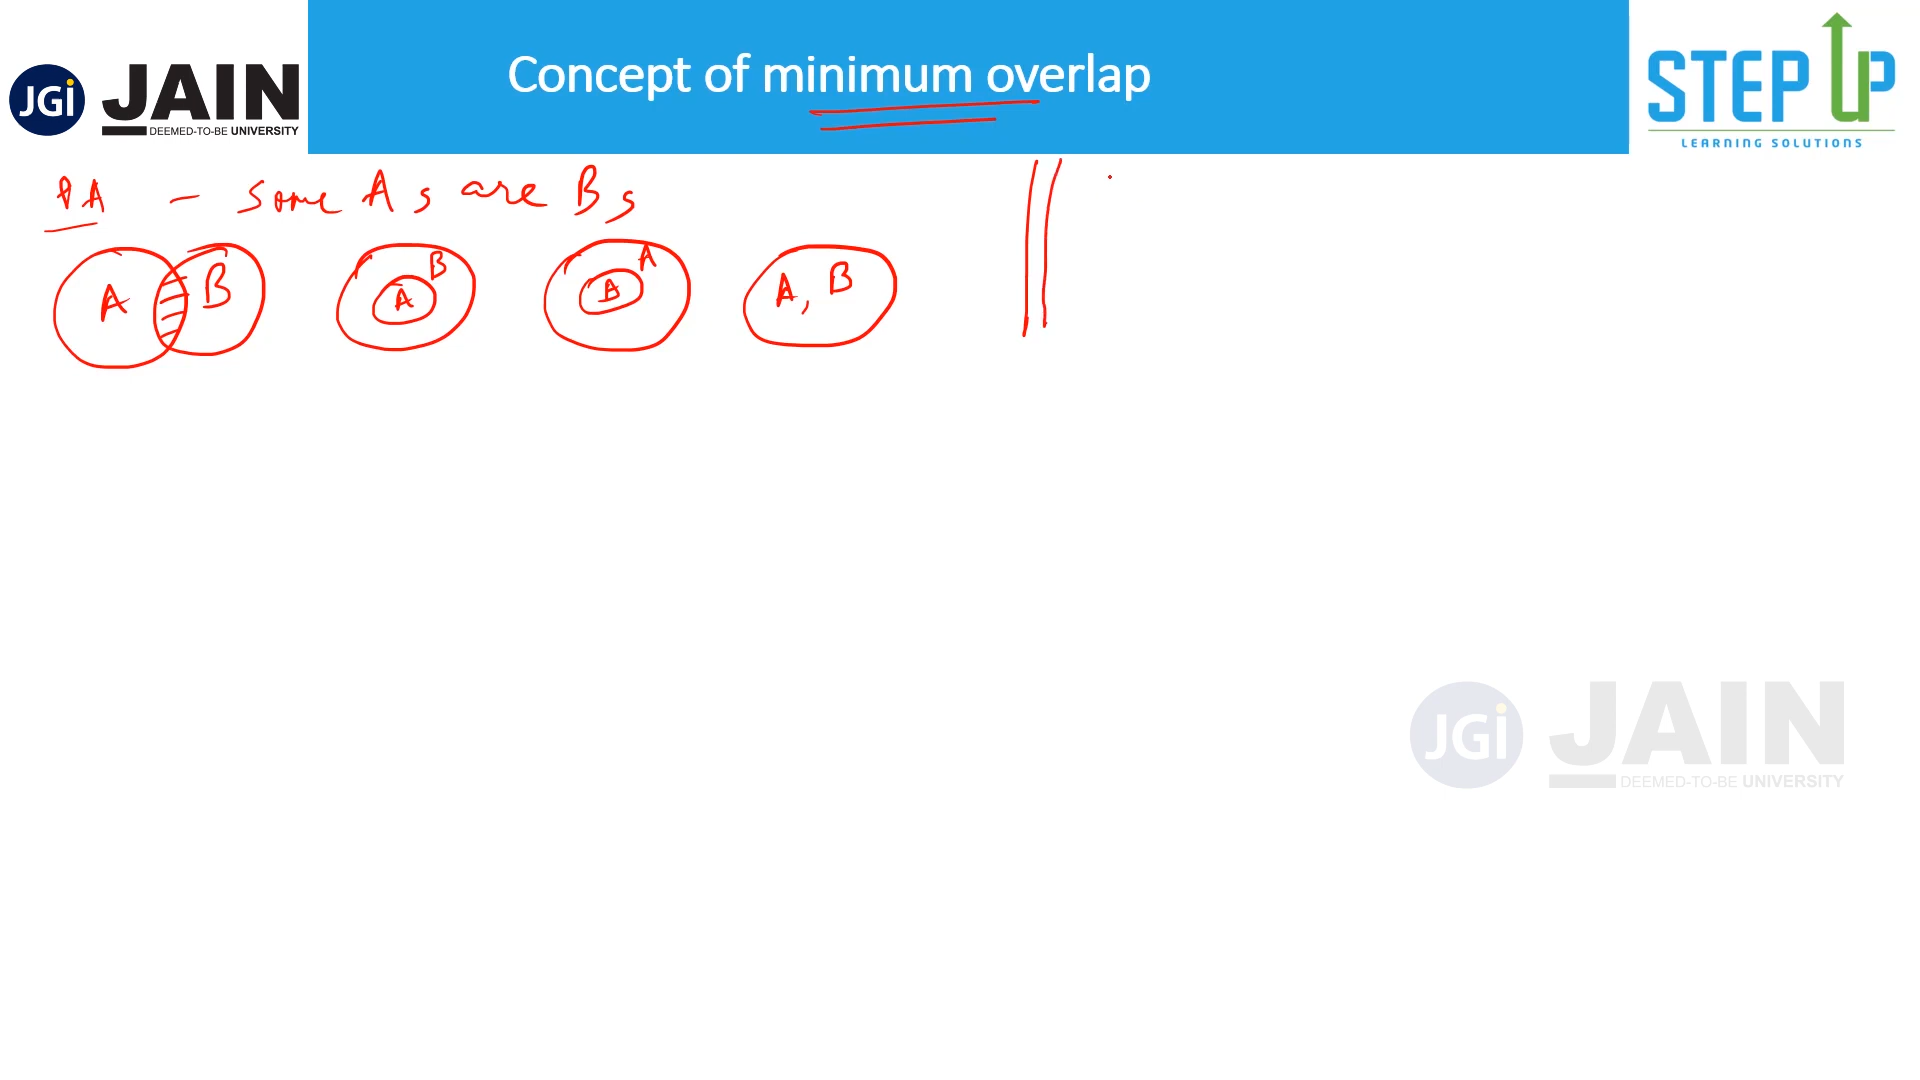 Concept of minimum overlap
JGi JAIN
DEEMED-TO-BE UNIVERSITY
STEP UP
LEARNING SOLUTIONS
PA - Some As are Bs
A B
B
A
A
B
A, B
JGi JAIN
DEEMED-TO-BE UNIVERSITY